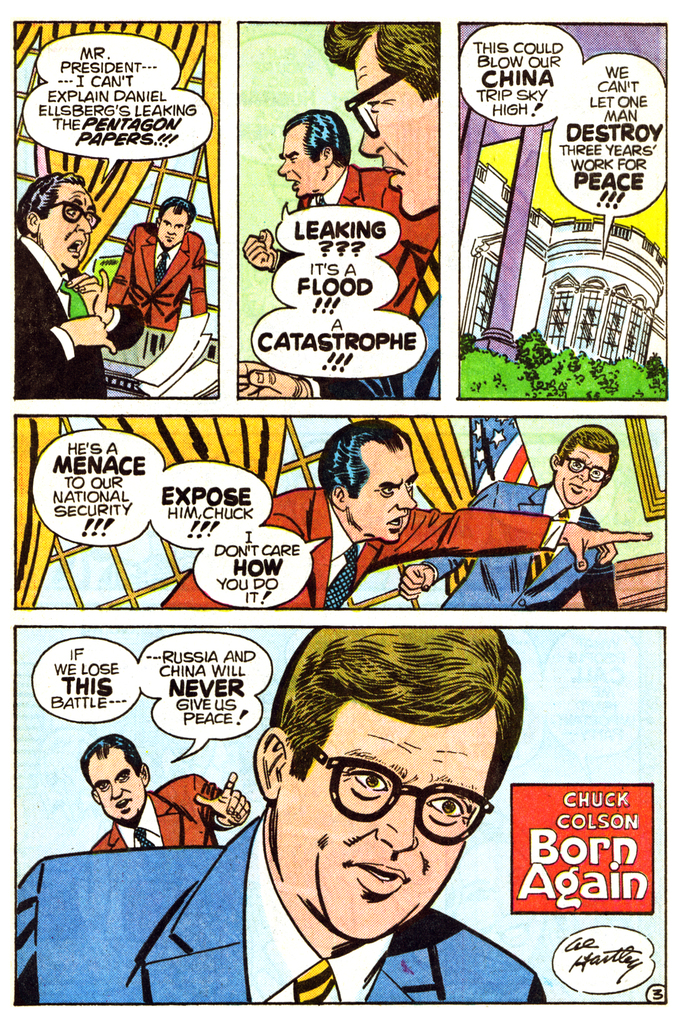 MR.
PRESIDENT---
---I CAN'T
EXPLAIN DANIEL
ELLSBERG'S LEAKING
THE PENTAGON
PAPERS.!!!
LEAKING
???
IT'S A
FLOOD
!!!
A
CATASTROPHE
!!!
THIS COULD
BLOW OUR
CHINA
TRIP SKY
HIGH!
WE
CAN'T
LET ONE
MAN
DESTROY
THREE YEARS'
WORK FOR
PEACE
!!!
HE'S A
MENACE
TO OUR
NATIONAL
SECURITY
!!!
EXPOSE
HIM, CHUCK
!!!
I
DON'T CARE
HOW
YOU DO
IT!
IF
WE LOSE
THIS
BATTLE---
---RUSSIA AND
CHINA WILL
NEVER
GIVE US
PEACE!
CHUCK
COLSON
Born
Again
Al
Hartley
3